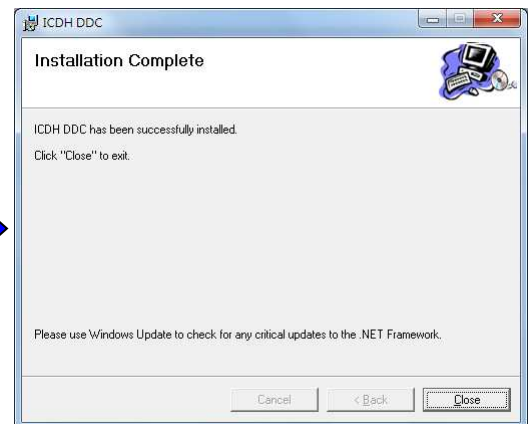 ICDH DDC
Installation Complete
ICDH DDC has been successfully installed.
Click "Close" to exit.
Please use Windows Update to check for any critical updates to the .NET Framework.
Cancel < Back Close